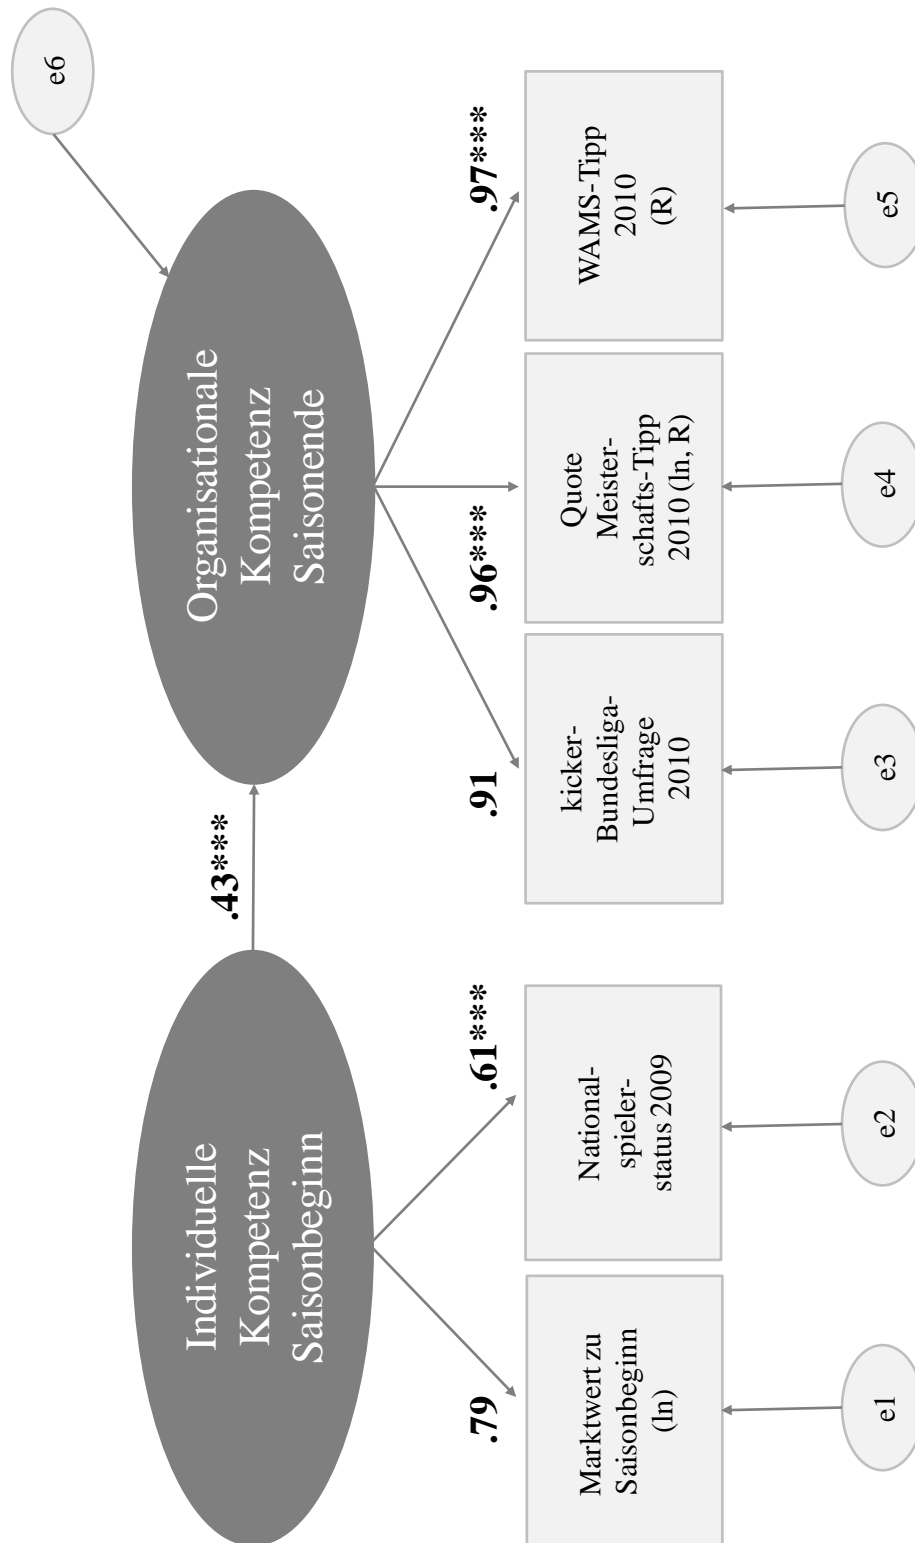 e6
Individuelle
Kompetenz
Saisonbeginn
.43***
Organisationale
Kompetenz
Saisonende
.79
.61***
.91
.96***
.97***
Marktwert zu
Saisonbeginn
(ln)
National-
spieler-
status 2009
kicker-
Bundesliga-
Umfrage
2010
Quote
Meister-
schafts-Tipp
2010 (ln, R)
WAMS-Tipp
2010
(R)
e1
e2
e3
e4
e5